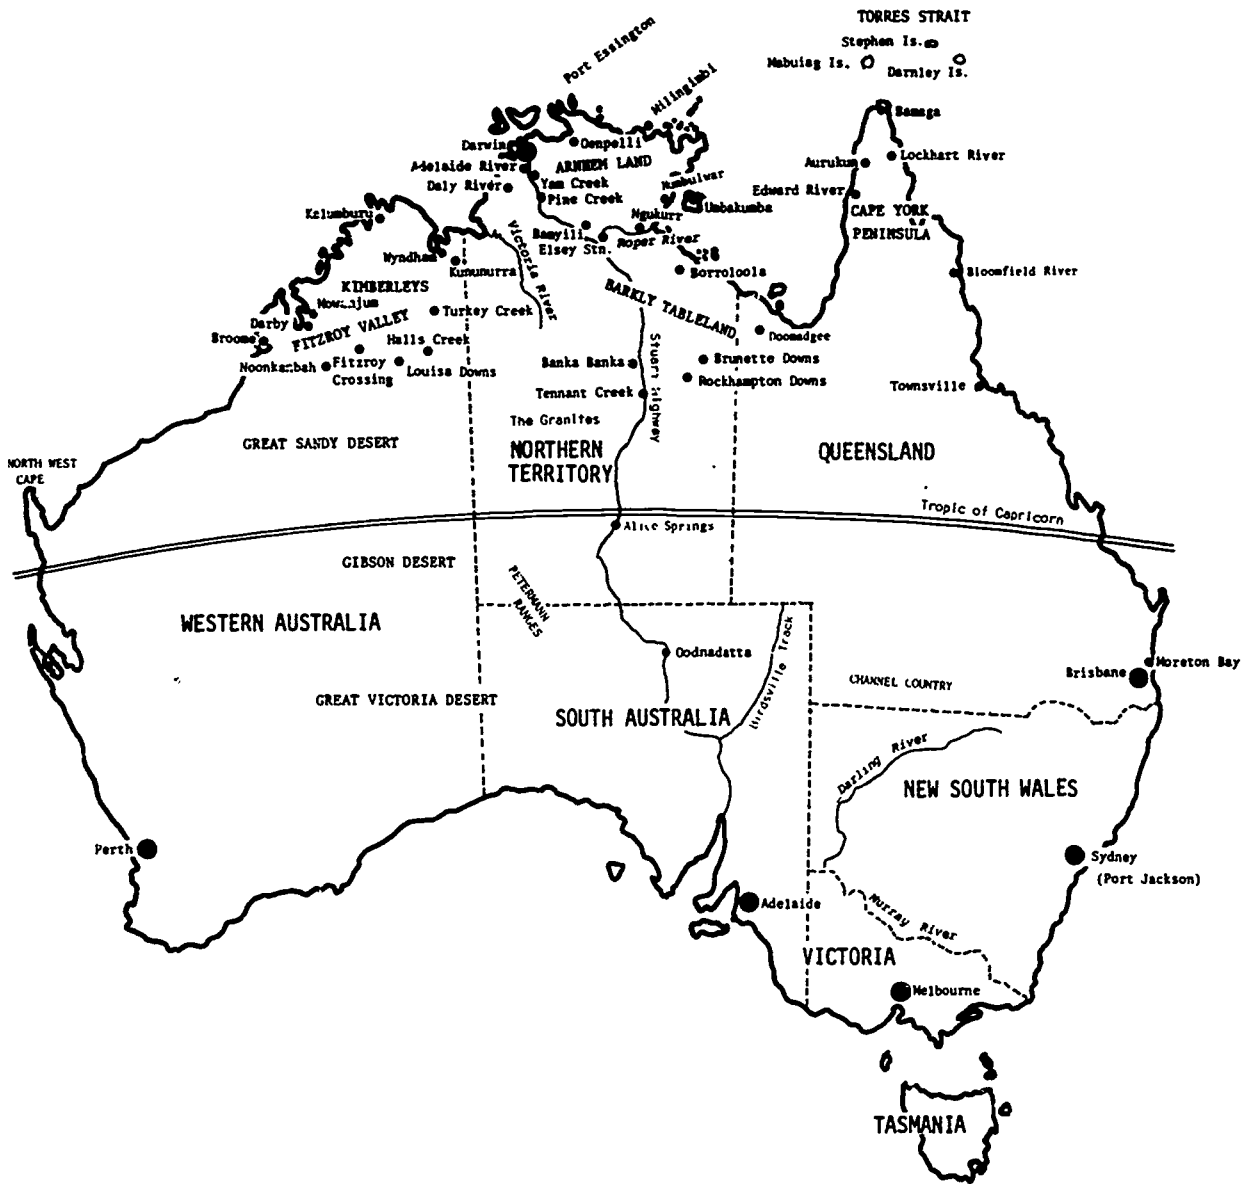 TORRES STRAIT
Stephen Is.
Mabuiag Is.
Darnley Is.
Port Essington
Milingimbi
Bamaga
Darwin
Oenpelli
ARNHEM LAND
Adelaide River
Yam Creek
Daly River
Pine Creek
Numbulwar
Umbakumba
Aurukun
Lockhart River
Edward River
CAPE YORK
PENINSULA
Kalumburu
Ngukurr
Bamyili
Elsey Stn.
Roper River
Victoria River
Wyndham
Kununurra
Borroloola
Bloomfield River
KIMBERLEYS
BARKLY TABLELAND
Turkey Creek
Darby
FITZROY VALLEY
Broome
Halls Creek
Doomadgee
Noonkanbah
Fitzroy
Crossing
Louisa Downs
Banka Banka
Stuart Highway
Brunette Downs
Rockhampton Downs
Tennant Creek
Townsville
The Granites
GREAT SANDY DESERT
NORTHERN
TERRITORY
QUEENSLAND
NORTH WEST
CAPE
Tropic of Capricorn
Alice Springs
GIBSON DESERT
PETERMANN
RANGES
WESTERN AUSTRALIA
Oodnadatta
Birdsville Track
Moreton Bay
Brisbane
CHANNEL COUNTRY
GREAT VICTORIA DESERT
SOUTH AUSTRALIA
Darling River
NEW SOUTH WALES
Perth
Sydney
(Port Jackson)
Adelaide
Murray River
VICTORIA
Melbourne
TASMANIA